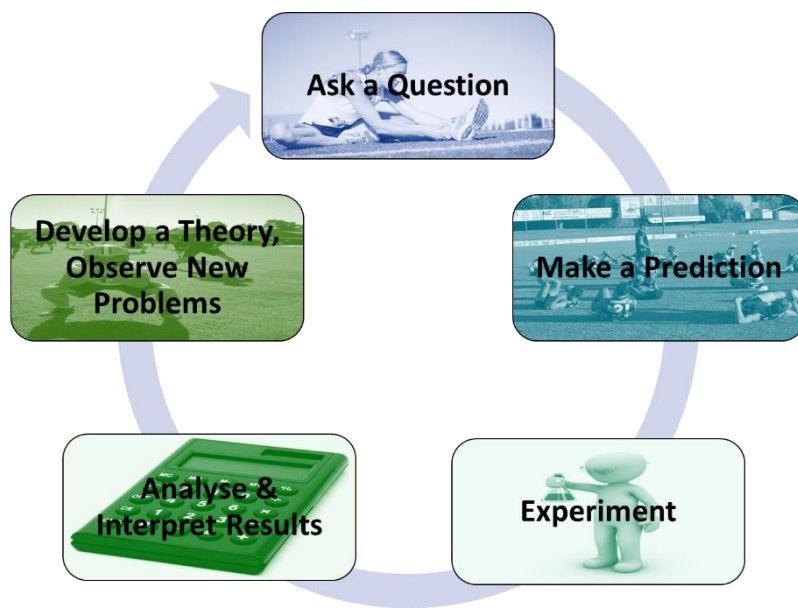 Ask a Question
Make a Prediction
Experiment
Analyse &
Interpret Results
Develop a Theory,
Observe New
Problems